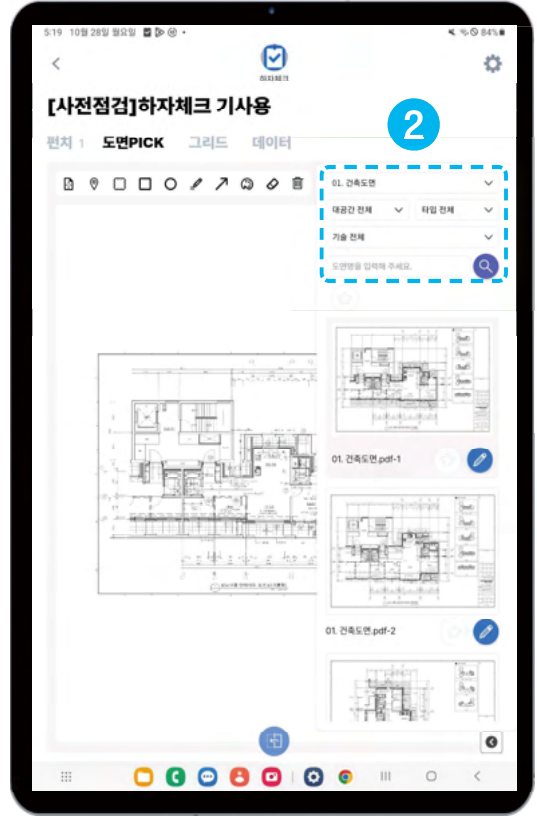 5:19 10월 28일 월요일
84%
하자체크
[사전점검]하자체크 기사용
2
펀치 1 도면PICK 그리드 데이터
01. 건축도면
대공간 전체 타입 전체
기술 전체
도면명을 입력해 주세요.
01. 건축도면.pdf-1
01. 건축도면.pdf-2